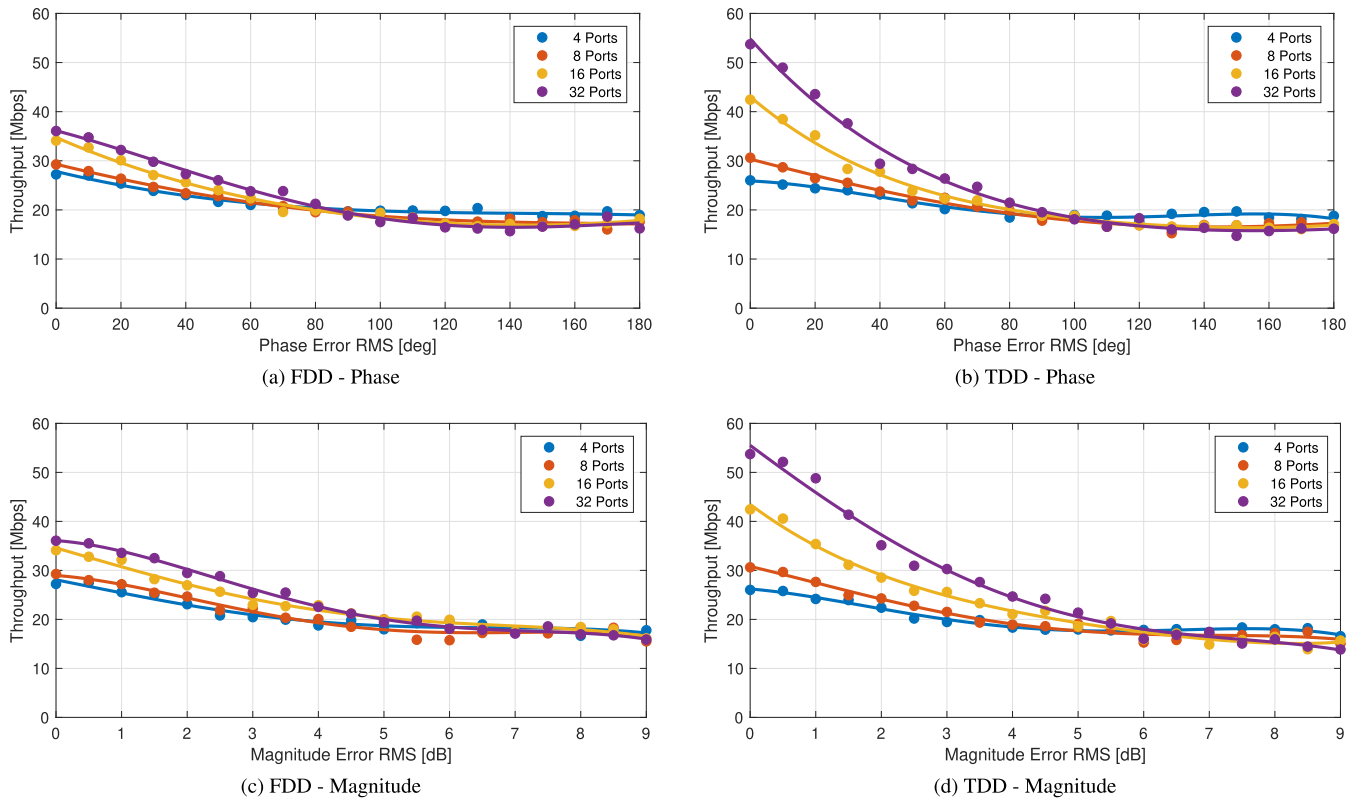 60
50
40
30
20
10
0
Throughput [Mbps]
4 Ports
8 Ports
16 Ports
32 Ports
0 20 40 60 80 100 120 140 160 180
Phase Error RMS [deg]
(a) FDD - Phase
60
50
40
30
20
10
0
Throughput [Mbps]
4 Ports
8 Ports
16 Ports
32 Ports
0 20 40 60 80 100 120 140 160 180
Phase Error RMS [deg]
(b) TDD - Phase
60
50
40
30
20
10
0
Throughput [Mbps]
4 Ports
8 Ports
16 Ports
32 Ports
0 1 2 3 4 5 6 7 8 9
Magnitude Error RMS [dB]
(c) FDD - Magnitude
60
50
40
30
20
10
0
Throughput [Mbps]
4 Ports
8 Ports
16 Ports
32 Ports
0 1 2 3 4 5 6 7 8 9
Magnitude Error RMS [dB]
(d) TDD - Magnitude